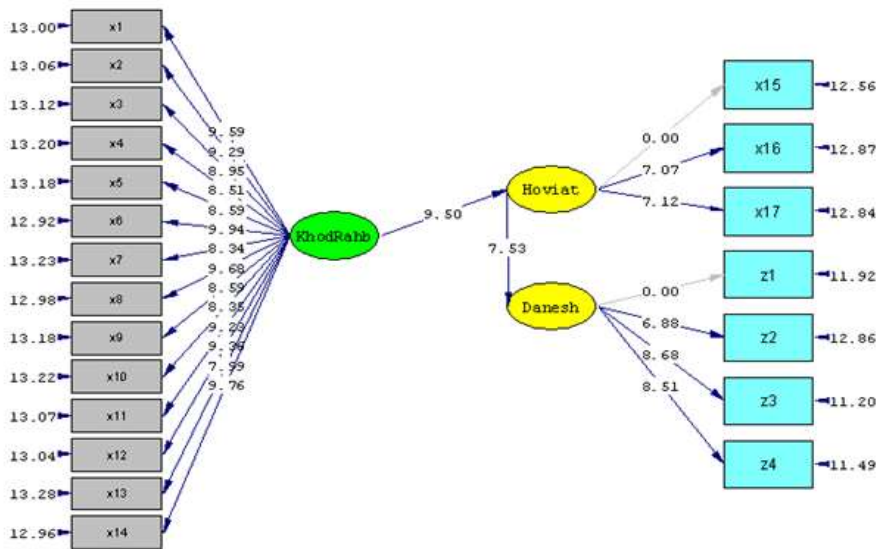 13.00 x1
13.06 x2
13.12 x3
13.20 x4
13.18 x5
12.92 x6
13.23 x7
12.98 x8
13.18 x9
13.22 x10
13.07 x11
13.04 x12
13.28 x13
12.96 x14
9.59
9.29
8.95
8.51
8.59
9.94
8.34
9.68
8.59
8.35
9.23
7.99
9.76
KhodRahb
9.50
Hoviat
7.53
Danesh
0.00
7.07
7.12
0.00
6.88
8.68
8.51
x15 12.56
x16 12.87
x17 12.84
z1 11.92
z2 12.86
z3 11.20
z4 11.49